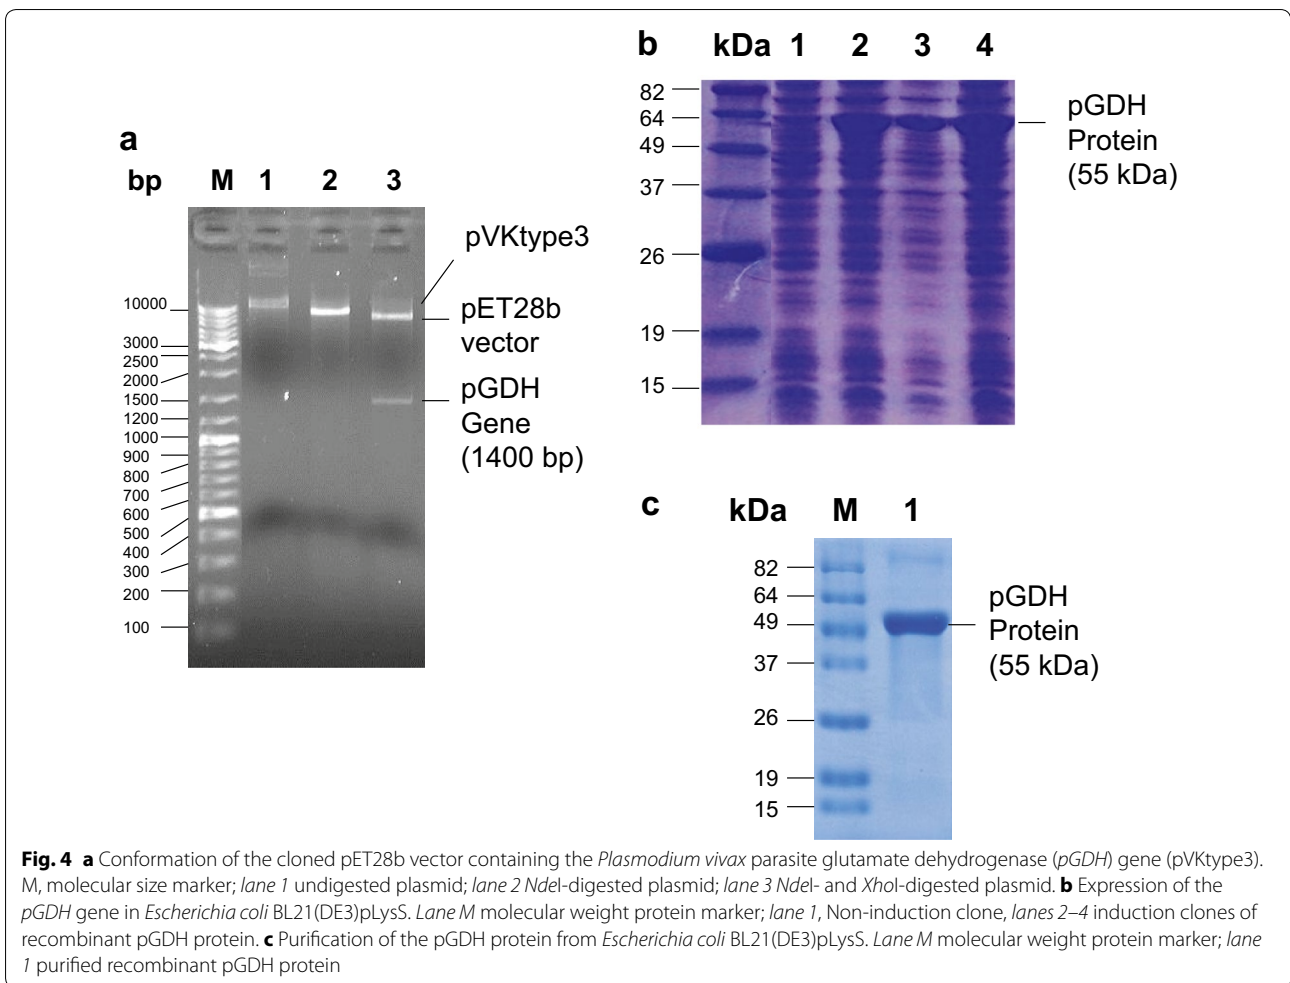 a
bp M 1 2 3
10000
3000
2500
2000
1500
1200
1000
900
800
700
600
500
400
300
200
100
pVKtype3
pET28b
vector
pGDH
Gene
(1400 bp)
b kDa 1 2 3 4
82
64
49
37
26
19
15
pGDH
Protein
(55 kDa)
c kDa M 1
82
64
49
37
26
19
15
pGDH
Protein
(55 kDa)
Fig. 4 a Conformation of the cloned pET28b vector containing the Plasmodium vivax parasite glutamate dehydrogenase (pGDH) gene (pVKtype3).
M, molecular size marker; lane 1 undigested plasmid; lane 2 NdeI-digested plasmid; lane 3 NdeI- and XhoI-digested plasmid. b Expression of the
pGDH gene in Escherichia coli BL21(DE3)pLysS. Lane M molecular weight protein marker; lane 1, Non-induction clone, lanes 2–4 induction clones of
recombinant pGDH protein. c Purification of the pGDH protein from Escherichia coli BL21(DE3)pLysS. Lane M molecular weight protein marker; lane
1 purified recombinant pGDH protein